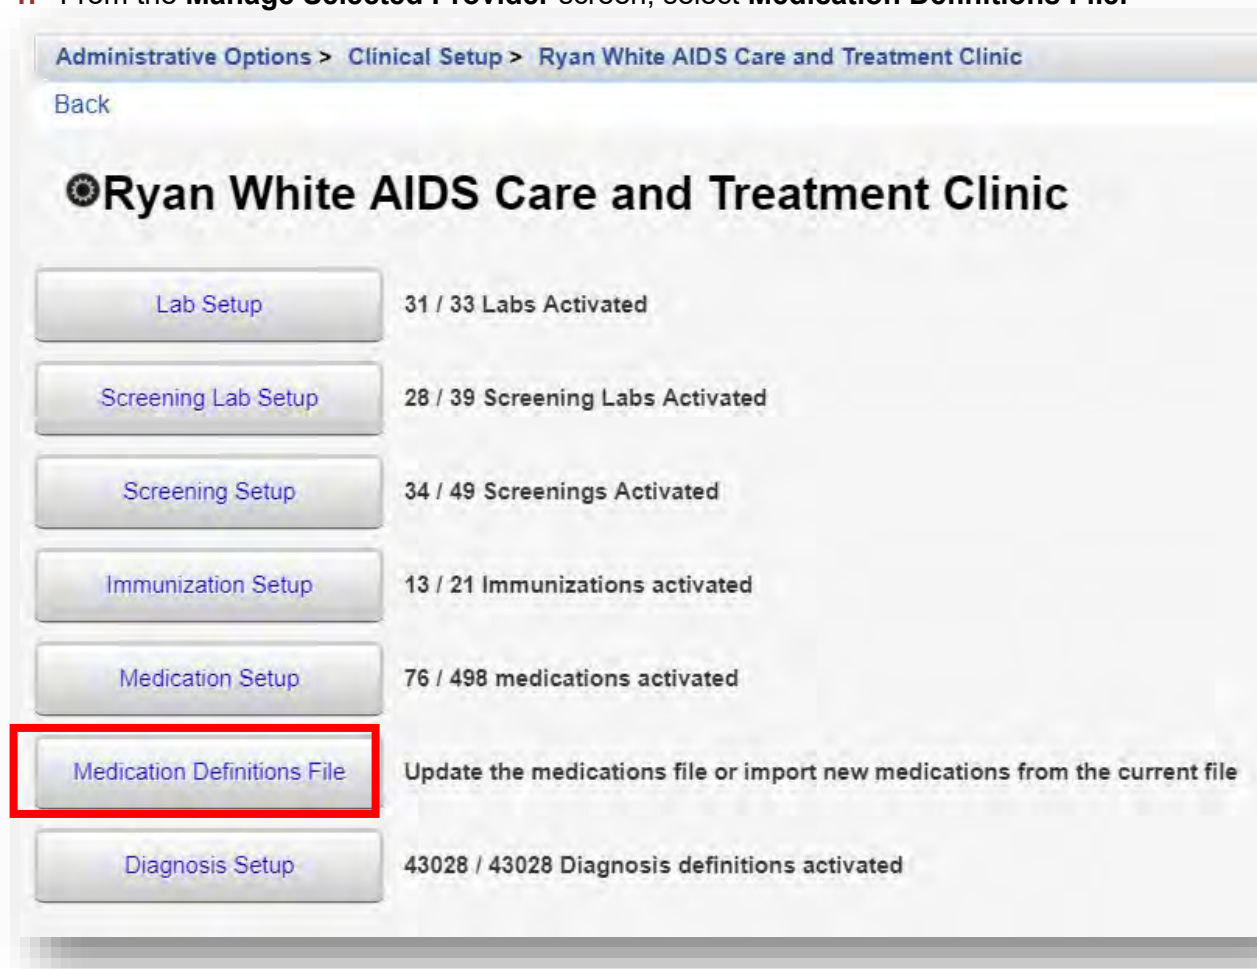 From the Manage Selected Provider screen, select Medication Definitions File.
Administrative Options > Clinical Setup > Ryan White AIDS Care and Treatment Clinic
Back
Ryan White AIDS Care and Treatment Clinic
Lab Setup 31 / 33 Labs Activated
Screening Lab Setup 28 / 39 Screening Labs Activated
Screening Setup 34 / 49 Screenings Activated
Immunization Setup 13 / 21 Immunizations activated
Medication Setup 76 / 498 medications activated
Medication Definitions File Update the medications file or import new medications from the current file
Diagnosis Setup 43028 / 43028 Diagnosis definitions activated